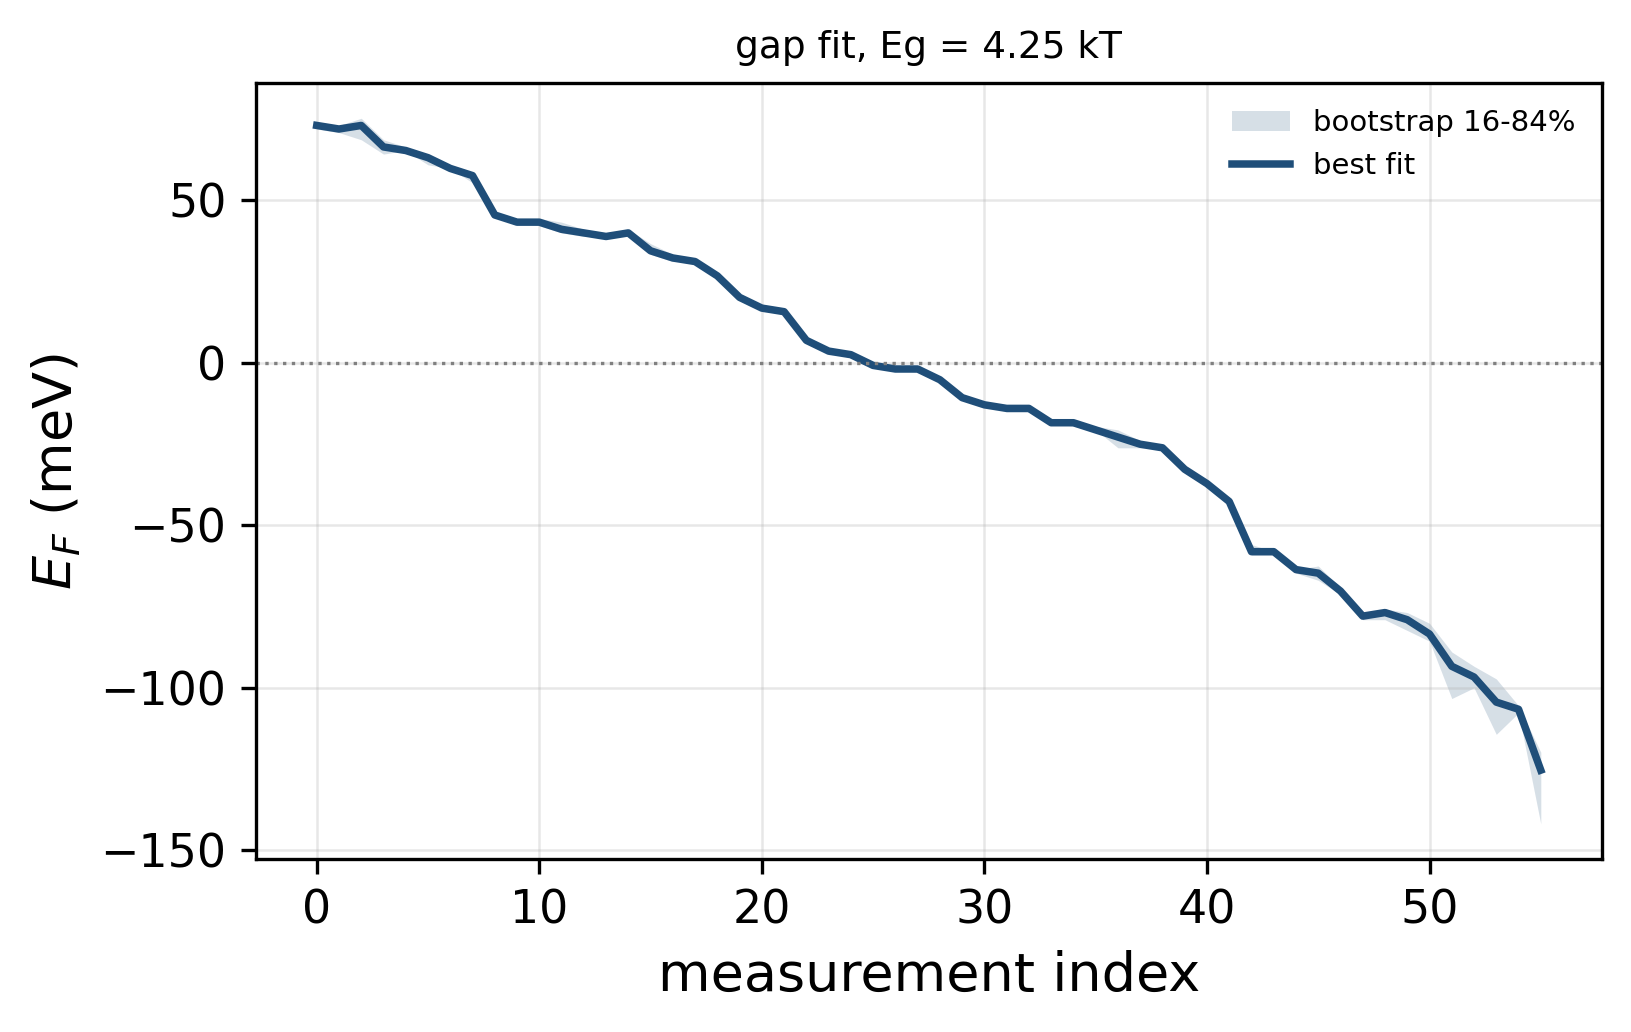 gap fit, Eg = 4.25 kT
bootstrap 16-84%
best fit
50
0
−50
−100
−150
E_F (meV)
0 10 20 30 40 50
measurement index